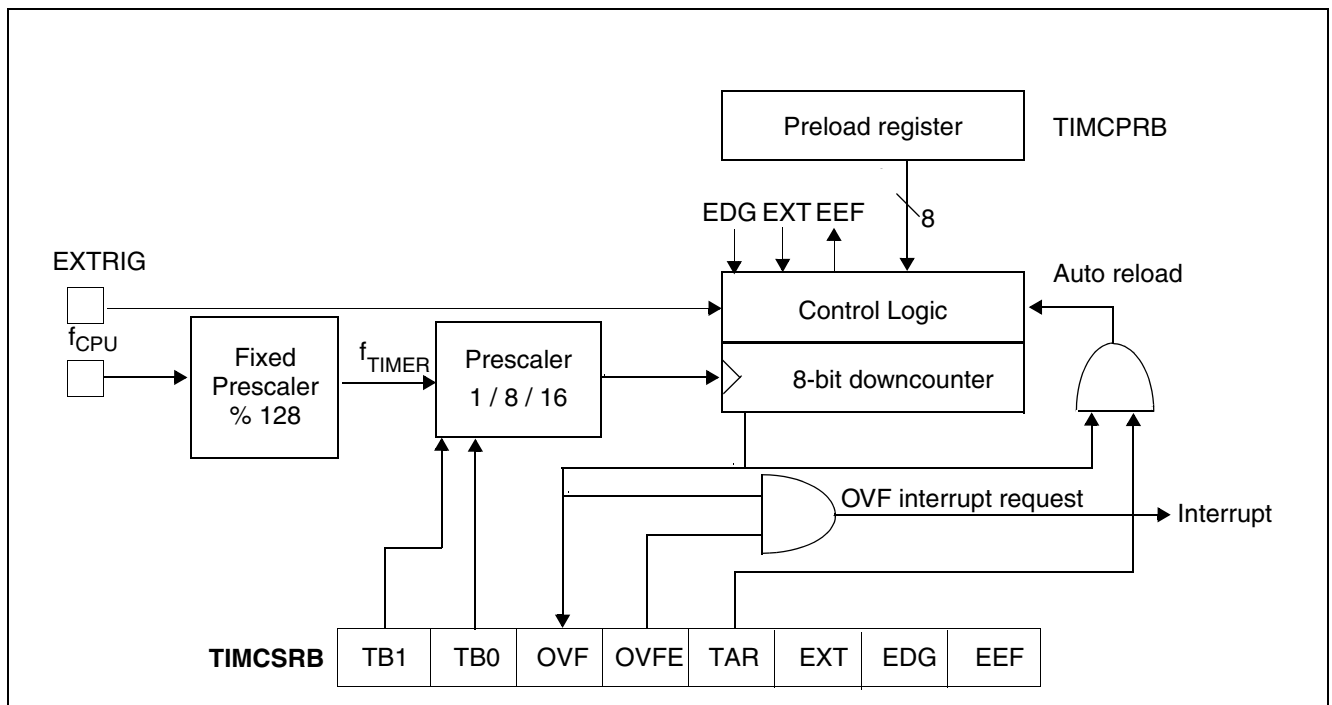 Preload register
TIMCPRB
8
EDG EXT EEF
EXTRIG
Auto reload
Control Logic
fCPU
Fixed
Prescaler
% 128
fTIMER
Prescaler
1 / 8 / 16
8-bit downcounter
OVF interrupt request
Interrupt
TIMCSRB
TB1 TB0 OVF OVFE TAR EXT EDG EEF